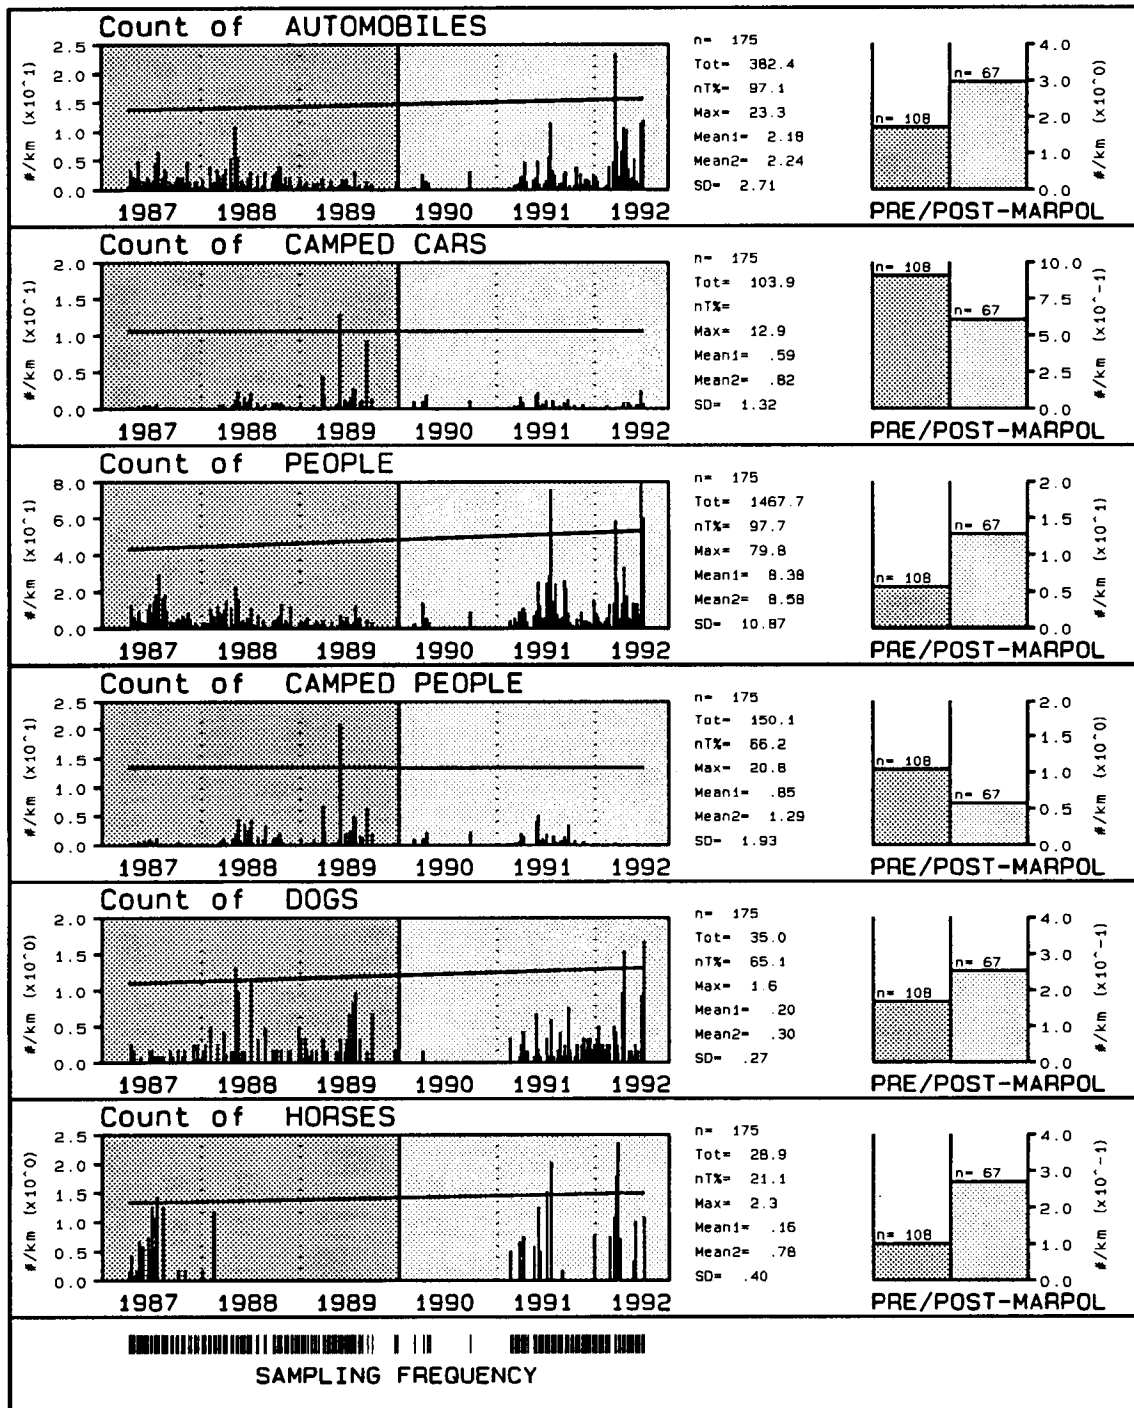 Count of AUTOMOBILES
#/km (x10^1)
2.5
2.0
1.5
1.0
0.5
0.0
1987 1988 1989 1990 1991 1992
n= 175
Tot= 382.4
nT%= 97.1
Max= 23.3
Mean1= 2.18
Mean2= 2.24
SD= 2.71
n= 108
n= 67
4.0
3.0
2.0
1.0
0.0
#/km (x10^0)
PRE/POST-MARPOL
Count of CAMPED CARS
#/km (x10^1)
2.0
1.5
1.0
0.5
0.0
1987 1988 1989 1990 1991 1992
n= 175
Tot= 103.9
nT%=
Max= 12.9
Mean1= .59
Mean2= .82
SD= 1.32
n= 108
n= 67
10.0
7.5
5.0
2.5
0.0
#/km (x10^-1)
PRE/POST-MARPOL
Count of PEOPLE
#/km (x10^1)
8.0
6.0
4.0
2.0
0.0
1987 1988 1989 1990 1991 1992
n= 175
Tot= 1467.7
nT%= 97.7
Max= 79.8
Mean1= 8.38
Mean2= 8.58
SD= 10.87
n= 108
n= 67
2.0
1.5
1.0
0.5
0.0
#/km (x10^1)
PRE/POST-MARPOL
Count of CAMPED PEOPLE
#/km (x10^1)
2.5
2.0
1.5
1.0
0.5
0.0
1987 1988 1989 1990 1991 1992
n= 175
Tot= 150.1
nT%= 66.2
Max= 20.8
Mean1= .85
Mean2= 1.29
SD= 1.93
n= 108
n= 67
2.0
1.5
1.0
0.5
0.0
#/km (x10^0)
PRE/POST-MARPOL
Count of DOGS
#/km (x10^0)
2.0
1.5
1.0
0.5
0.0
1987 1988 1989 1990 1991 1992
n= 175
Tot= 35.0
nT%= 65.1
Max= 1.6
Mean1= .20
Mean2= .30
SD= .27
n= 108
n= 67
4.0
3.0
2.0
1.0
0.0
#/km (x10^-1)
PRE/POST-MARPOL
Count of HORSES
#/km (x10^0)
2.5
2.0
1.5
1.0
0.5
0.0
1987 1988 1989 1990 1991 1992
n= 175
Tot= 28.9
nT%= 21.1
Max= 2.3
Mean1= .16
Mean2= .78
SD= .40
n= 108
n= 67
4.0
3.0
2.0
1.0
0.0
#/km (x10^-1)
PRE/POST-MARPOL
SAMPLING FREQUENCY